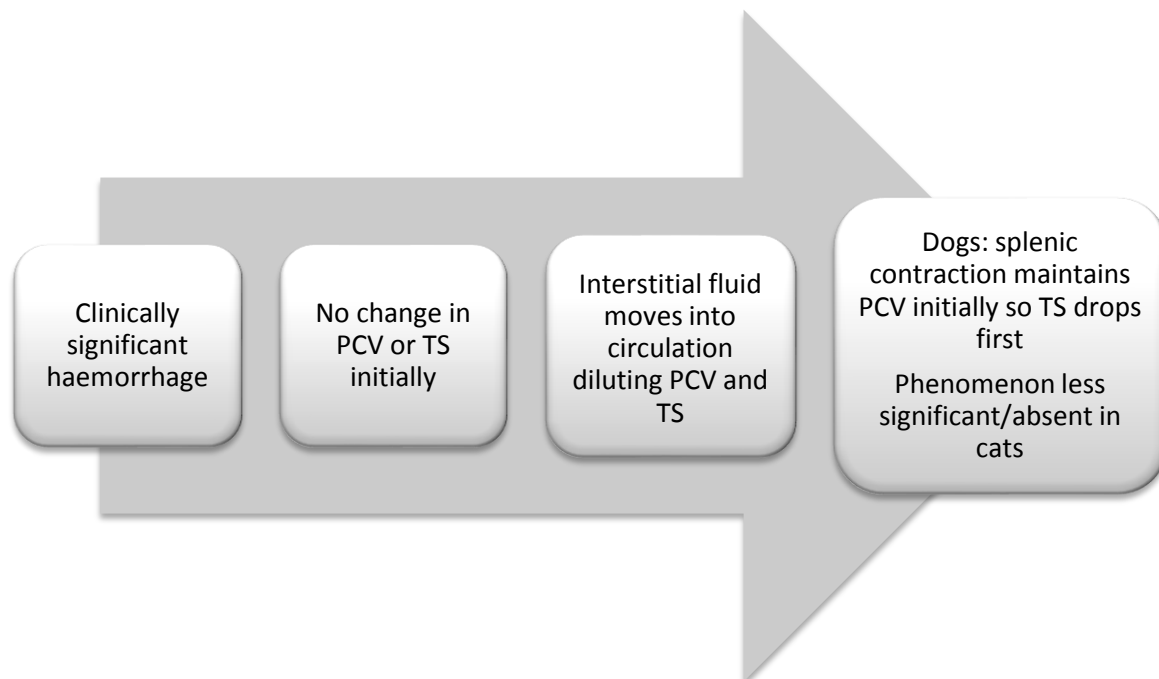 Clinically
significant
haemorrhage
No change in
PCV or TS
initially
Interstitial fluid
moves into
circulation
diluting PCV and
TS
Dogs: splenic
contraction maintains
PCV initially so TS drops
first
Phenomenon less
significant/absent in
cats